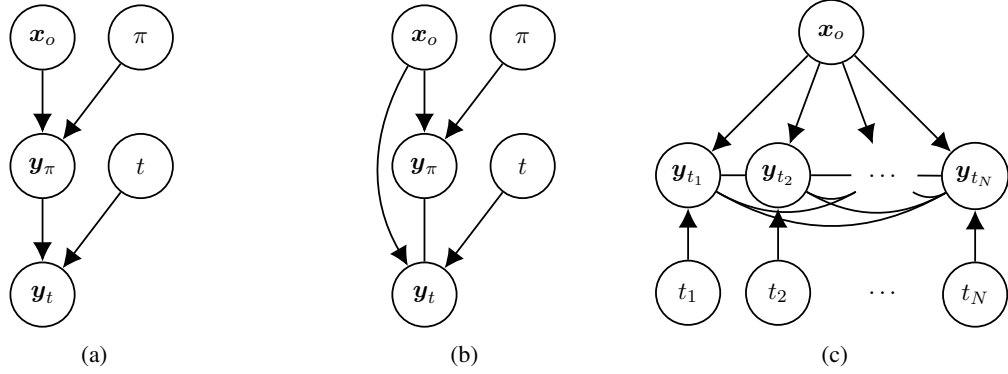 x_o π x_o π x_o
y_π t y_π t y_{t_1} y_{t_2} ··· y_{t_N}
y_t y_t t_1 t_2 ··· t_N
(a) (b) (c)